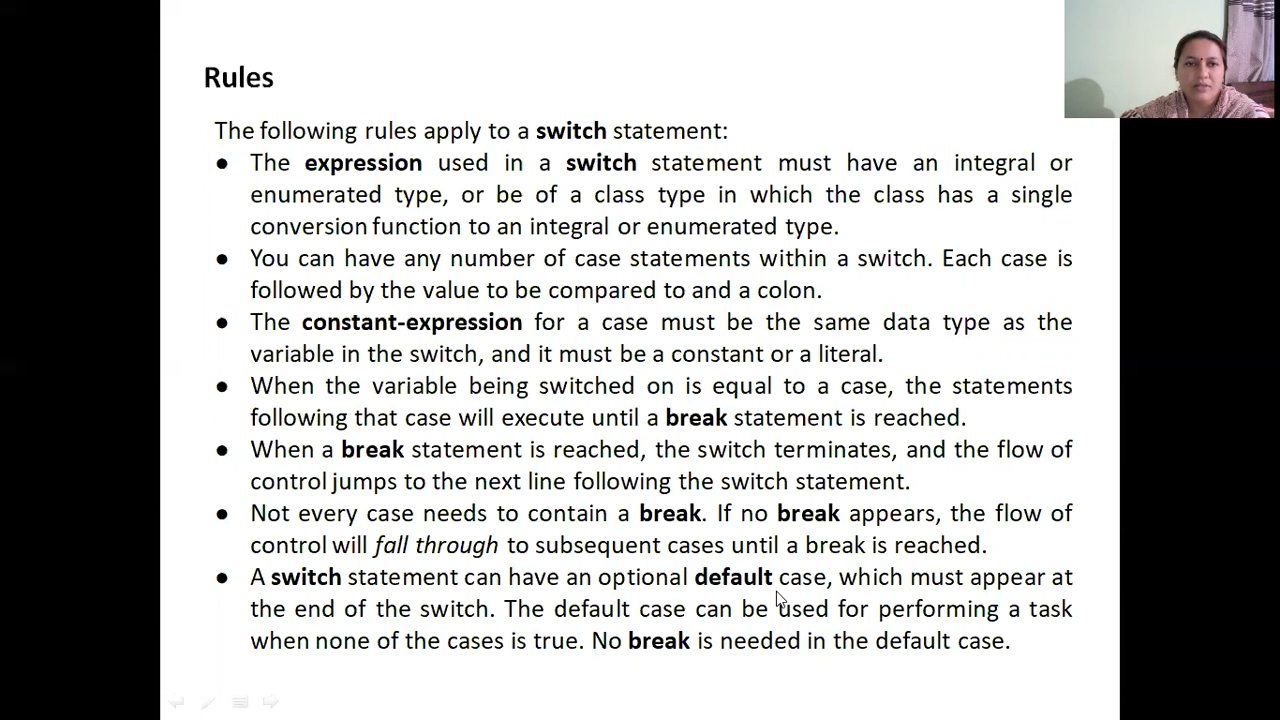 Rules
The following rules apply to a switch statement:
● The expression used in a switch statement must have an integral or
enumerated type, or be of a class type in which the class has a single
conversion function to an integral or enumerated type.
● You can have any number of case statements within a switch. Each case is
followed by the value to be compared to and a colon.
● The constant-expression for a case must be the same data type as the
variable in the switch, and it must be a constant or a literal.
● When the variable being switched on is equal to a case, the statements
following that case will execute until a break statement is reached.
● When a break statement is reached, the switch terminates, and the flow of
control jumps to the next line following the switch statement.
● Not every case needs to contain a break. If no break appears, the flow of
control will fall through to subsequent cases until a break is reached.
● A switch statement can have an optional default case, which must appear at
the end of the switch. The default case can be used for performing a task
when none of the cases is true. No break is needed in the default case.